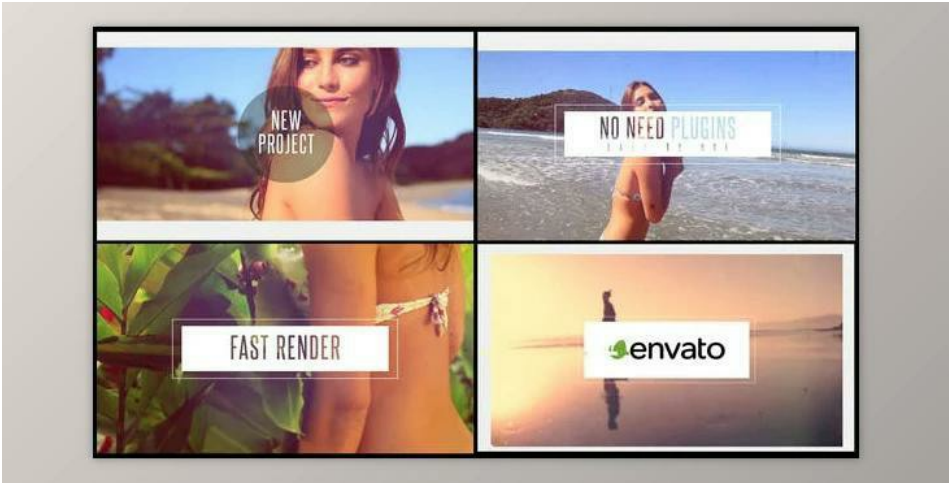 NEW
PROJECT
NO NEED PLUGINS
FAST RENDER
envato